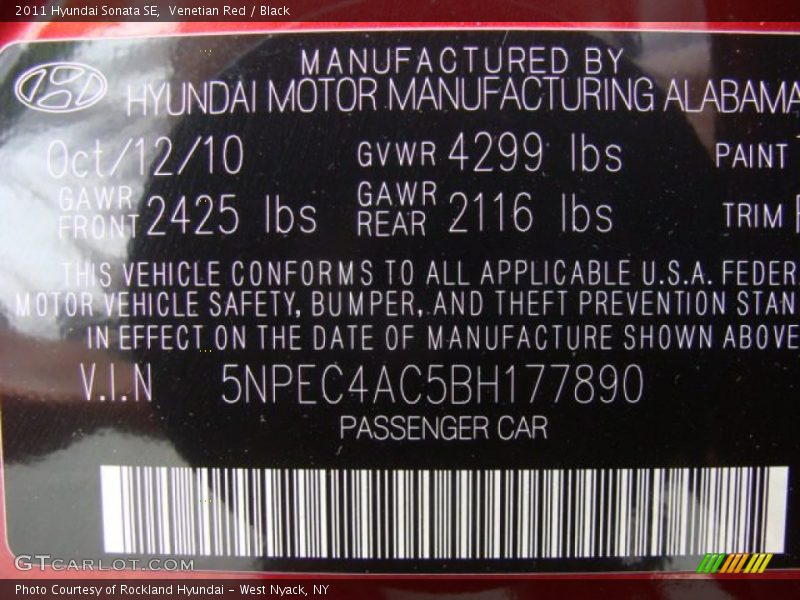 2011 Hyundai Sonata SE, Venetian Red / Black
MANUFACTURED BY
HYUNDAI MOTOR MANUFACTURING ALABAMA
Oct/12/10 GVWR 4299 lbs PAINT
GAWR FRONT 2425 lbs GAWR REAR 2116 lbs TRIM
THIS VEHICLE CONFORMS TO ALL APPLICABLE U.S.A. FEDER
MOTOR VEHICLE SAFETY, BUMPER, AND THEFT PREVENTION STAN
IN EFFECT ON THE DATE OF MANUFACTURE SHOWN ABOVE
V.I.N 5NPEC4AC5BH177890
PASSENGER CAR
GTcarlot.com
Photo Courtesy of Rockland Hyundai - West Nyack, NY